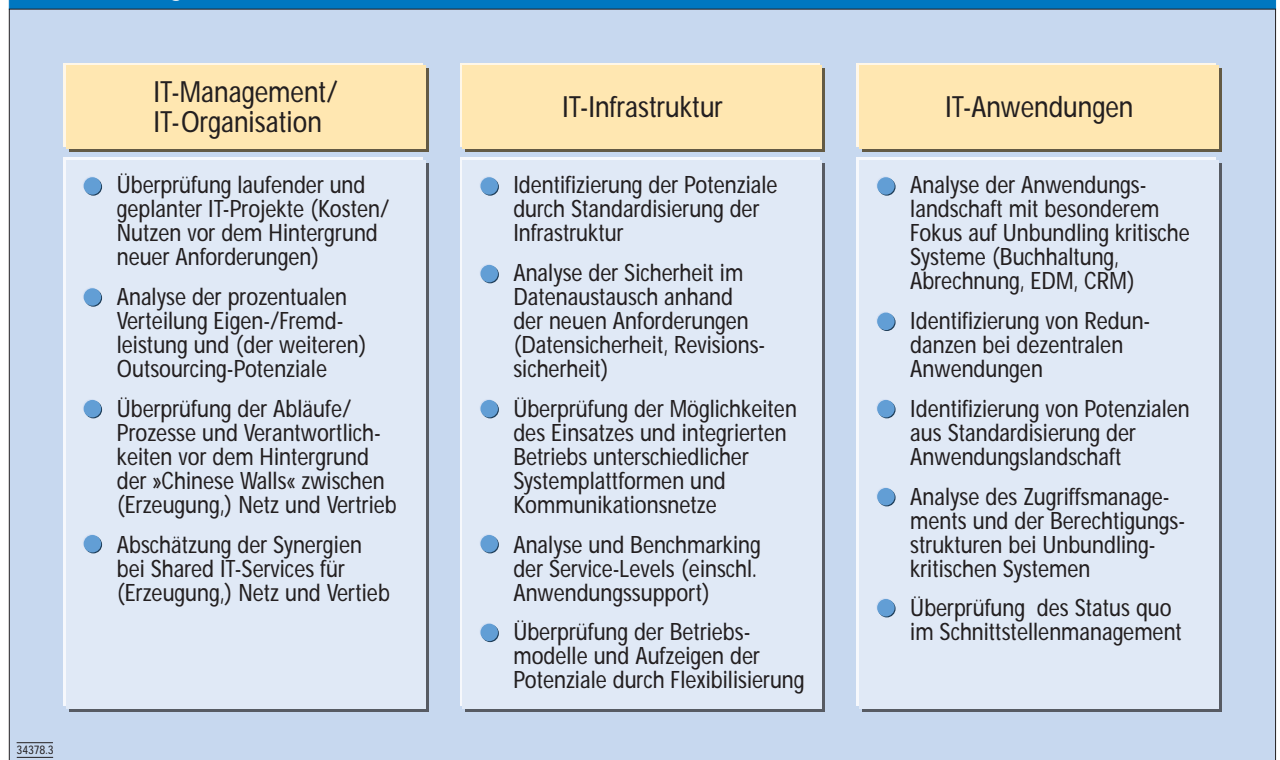 IT-Management/
IT-Organisation
Überprüfung laufender und
geplanter IT-Projekte (Kosten/
Nutzen vor dem Hintergrund
neuer Anforderungen)
Analyse der prozentualen
Verteilung Eigen-/Fremd-
leistung und (der weiteren)
Outsourcing-Potenziale
Überprüfung der Abläufe/
Prozesse und Verantwortlich-
keiten vor dem Hintergrund
der »Chinese Walls« zwischen
(Erzeugung,) Netz und Vertrieb
Abschätzung der Synergien
bei Shared IT-Services für
(Erzeugung,) Netz und Vertieb
IT-Infrastruktur
Identifizierung der Potenziale
durch Standardisierung der
Infrastruktur
Analyse der Sicherheit im
Datenaustausch anhand
der neuen Anforderungen
(Datensicherheit, Revisions-
sicherheit)
Überprüfung der Möglichkeiten
des Einsatzes und integrierten
Betriebs unterschiedlicher
Systemplattformen und
Kommunikationsnetze
Analyse und Benchmarking
der Service-Levels (einschl.
Anwendungssupport)
Überprüfung der Betriebs-
modelle und Aufzeigen der
Potenziale durch Flexibilisierung
IT-Anwendungen
Analyse der Anwendungs-
landschaft mit besonderem
Fokus auf Unbundling kritische
Systeme (Buchhaltung,
Abrechnung, EDM, CRM)
Identifizierung von Redun-
danzen bei dezentralen
Anwendungen
Identifizierung von Potenzialen
aus Standardisierung der
Anwendungslandschaft
Analyse des Zugriffsmanage-
ments und der Berechtigungs-
strukturen bei Unbundling-
kritischen Systemen
Überprüfung des Status quo
im Schnittstellenmanagement
34378.3